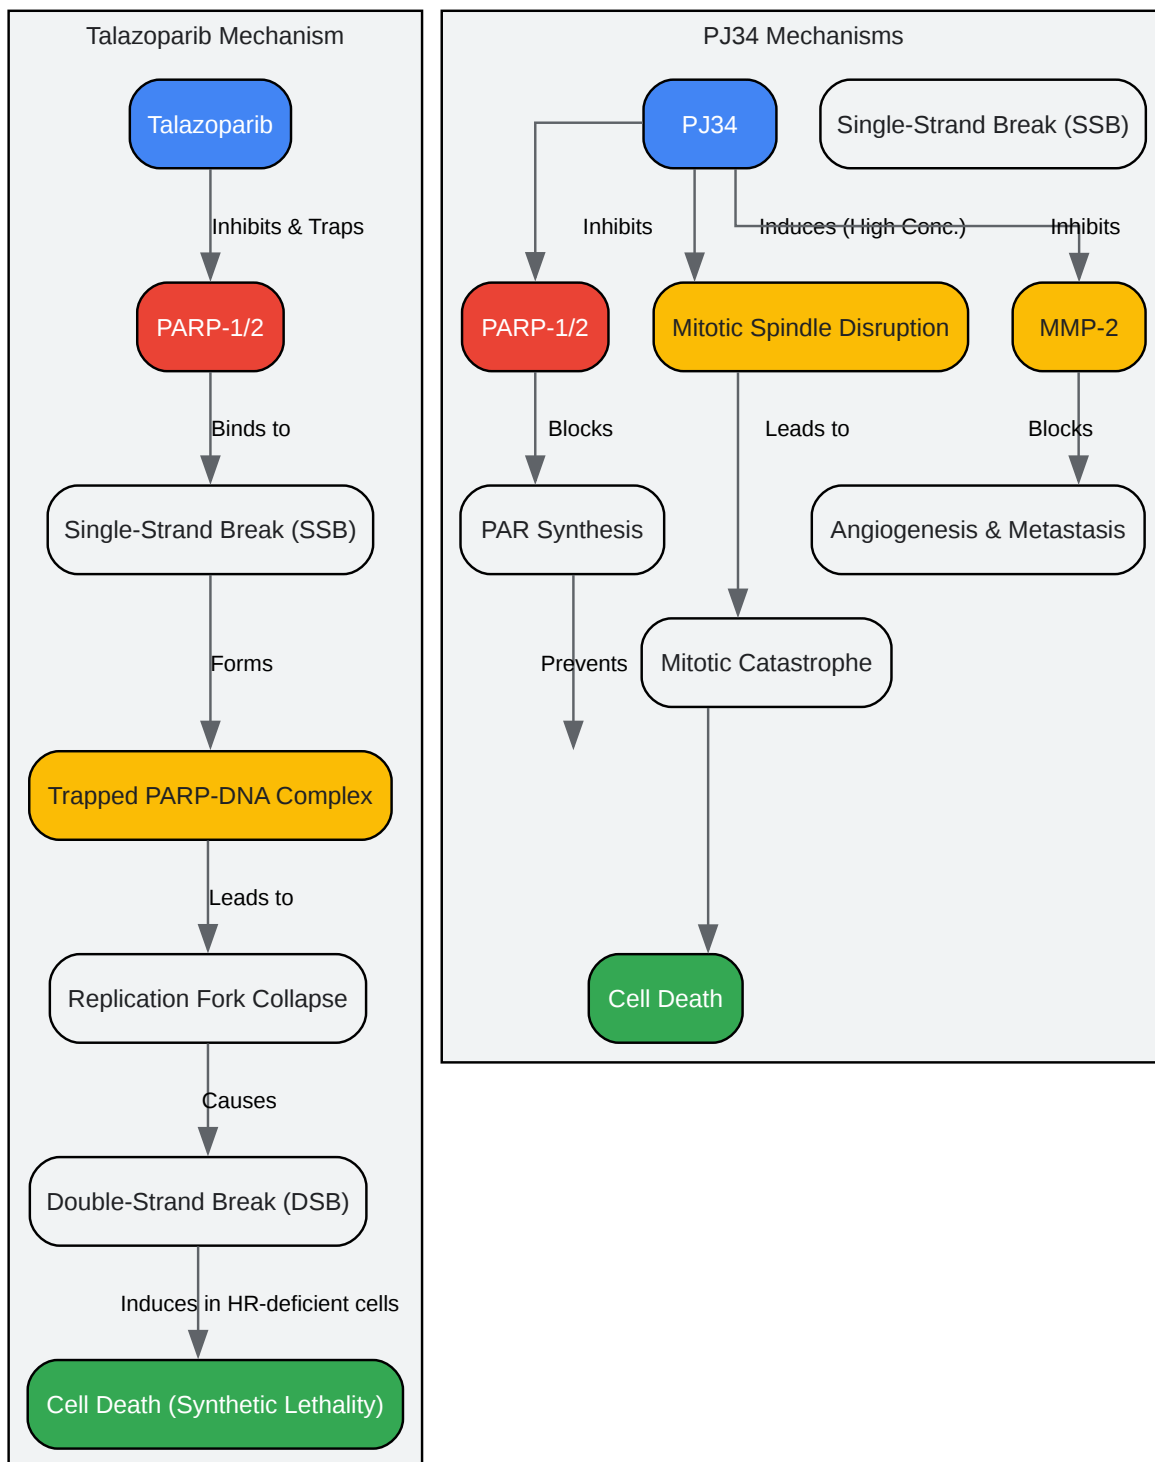 Talazoparib Mechanism
Talazoparib
Inhibits & Traps
PARP-1/2
Binds to
Single-Strand Break (SSB)
Forms
Trapped PARP-DNA Complex
Leads to
Replication Fork Collapse
Causes
Double-Strand Break (DSB)
Induces in HR-deficient cells
Cell Death (Synthetic Lethality)
PJ34 Mechanisms
PJ34
Single-Strand Break (SSB)
Inhibits
Induces (High Conc.)
Inhibits
PARP-1/2
Mitotic Spindle Disruption
MMP-2
Blocks
Leads to
Blocks
PAR Synthesis
Angiogenesis & Metastasis
Prevents
Mitotic Catastrophe
Cell Death